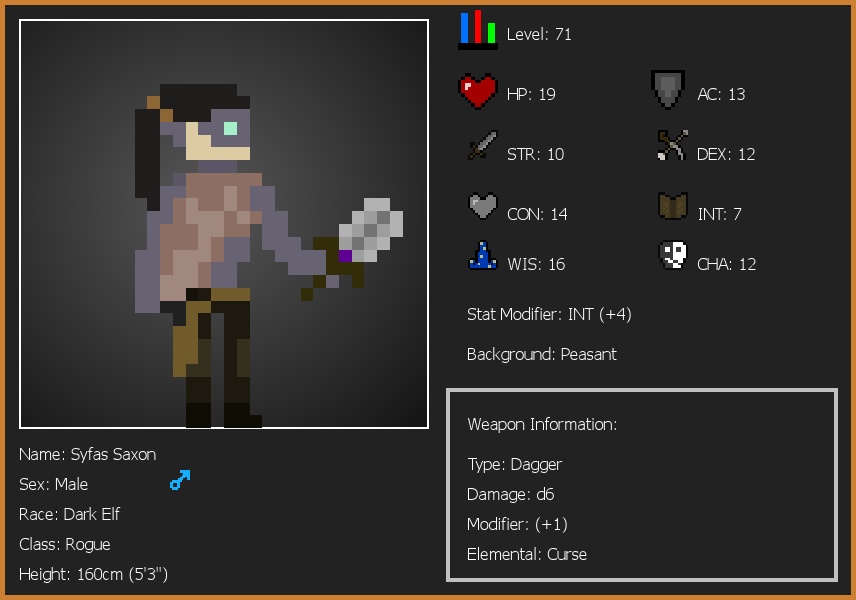 Level: 71
HP: 19
AC: 13
STR: 10
DEX: 12
CON: 14
INT: 7
WIS: 16
CHA: 12
Stat Modifier: INT (+4)
Background: Peasant
Weapon Information:
Type: Dagger
Damage: d6
Modifier: (+1)
Elemental: Curse
Name: Syfas Saxon
Sex: Male
Race: Dark Elf
Class: Rogue
Height: 160cm (5'3")